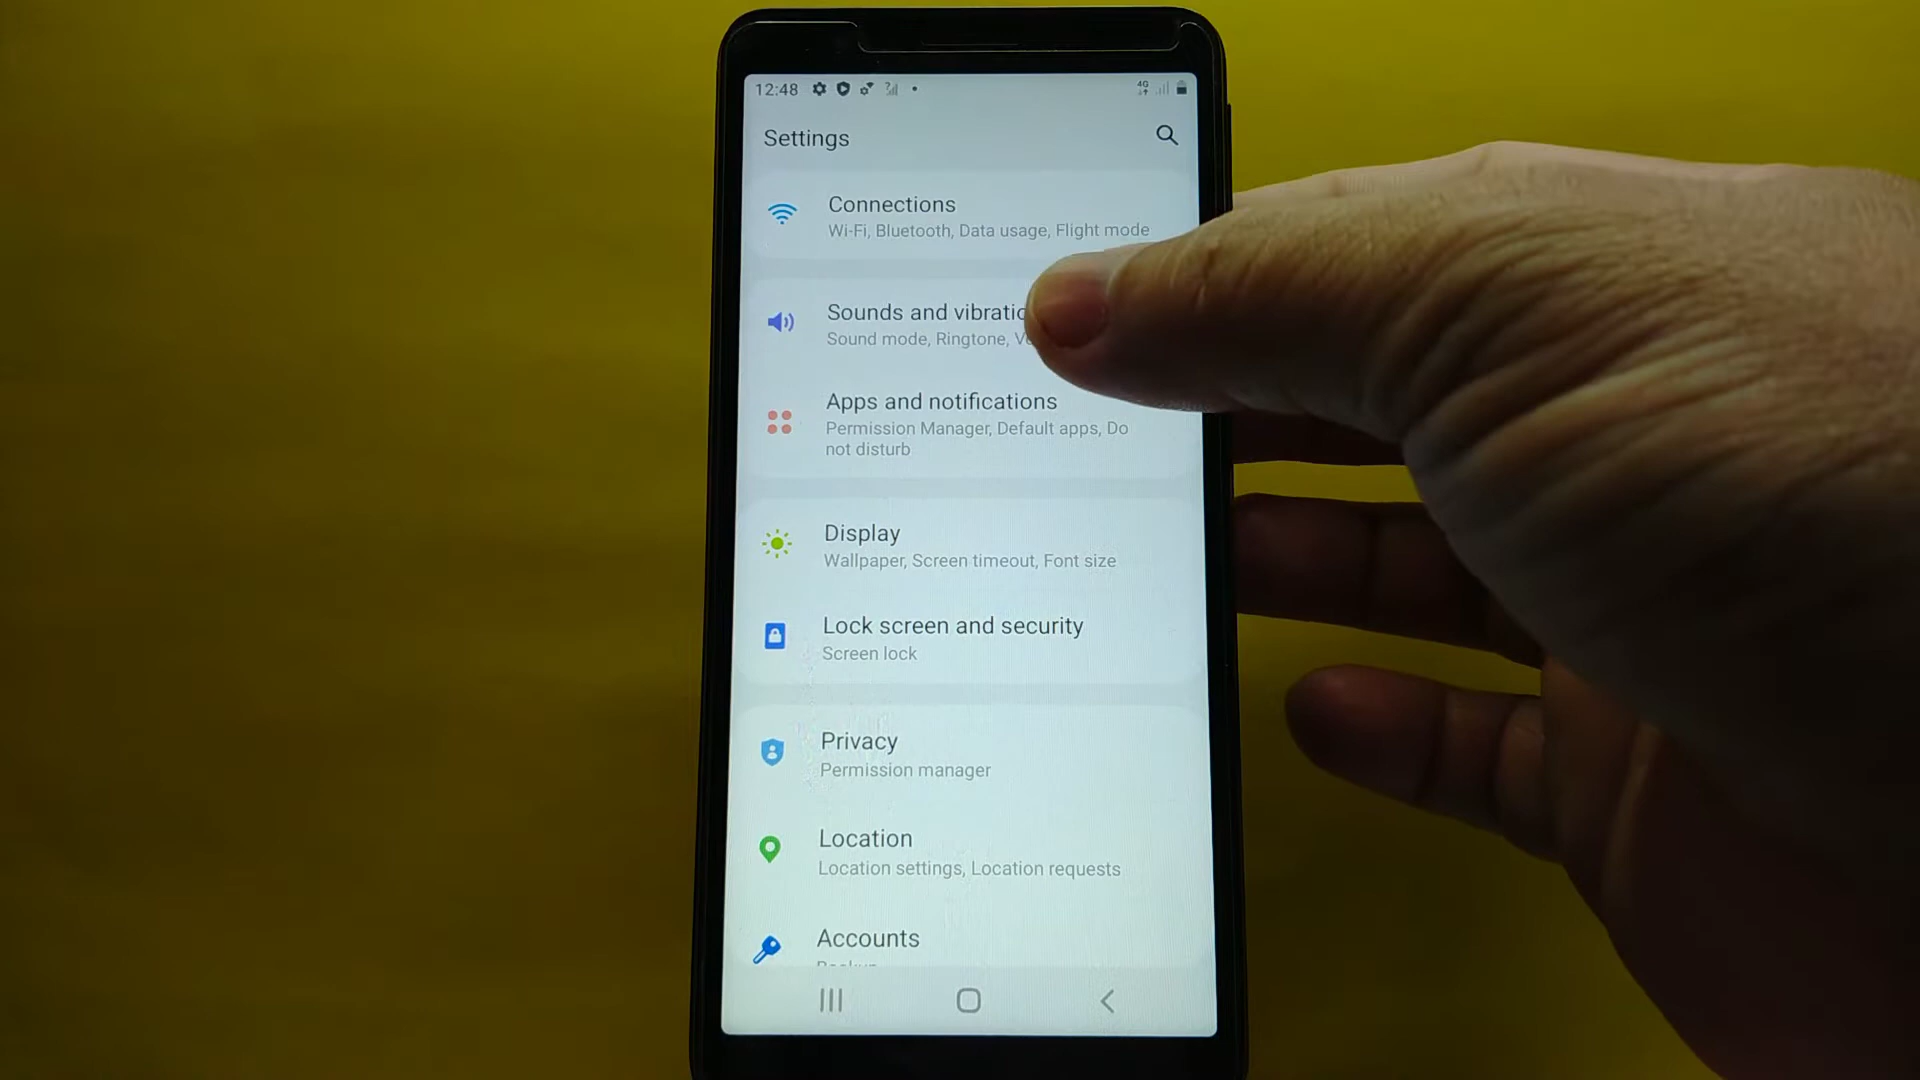 12:48
4G
Settings
Connections
Wi-Fi, Bluetooth, Data usage, Flight mode
Sounds and
Sound mode, Ringtone,
Apps and notifications
Permission Manager, Default apps, Do
not disturb
Display
Wallpaper, Screen timeout, Font size
Lock screen and security
Screen lock
Privacy
Permission manager
Location
Location settings, Location requests
Accounts